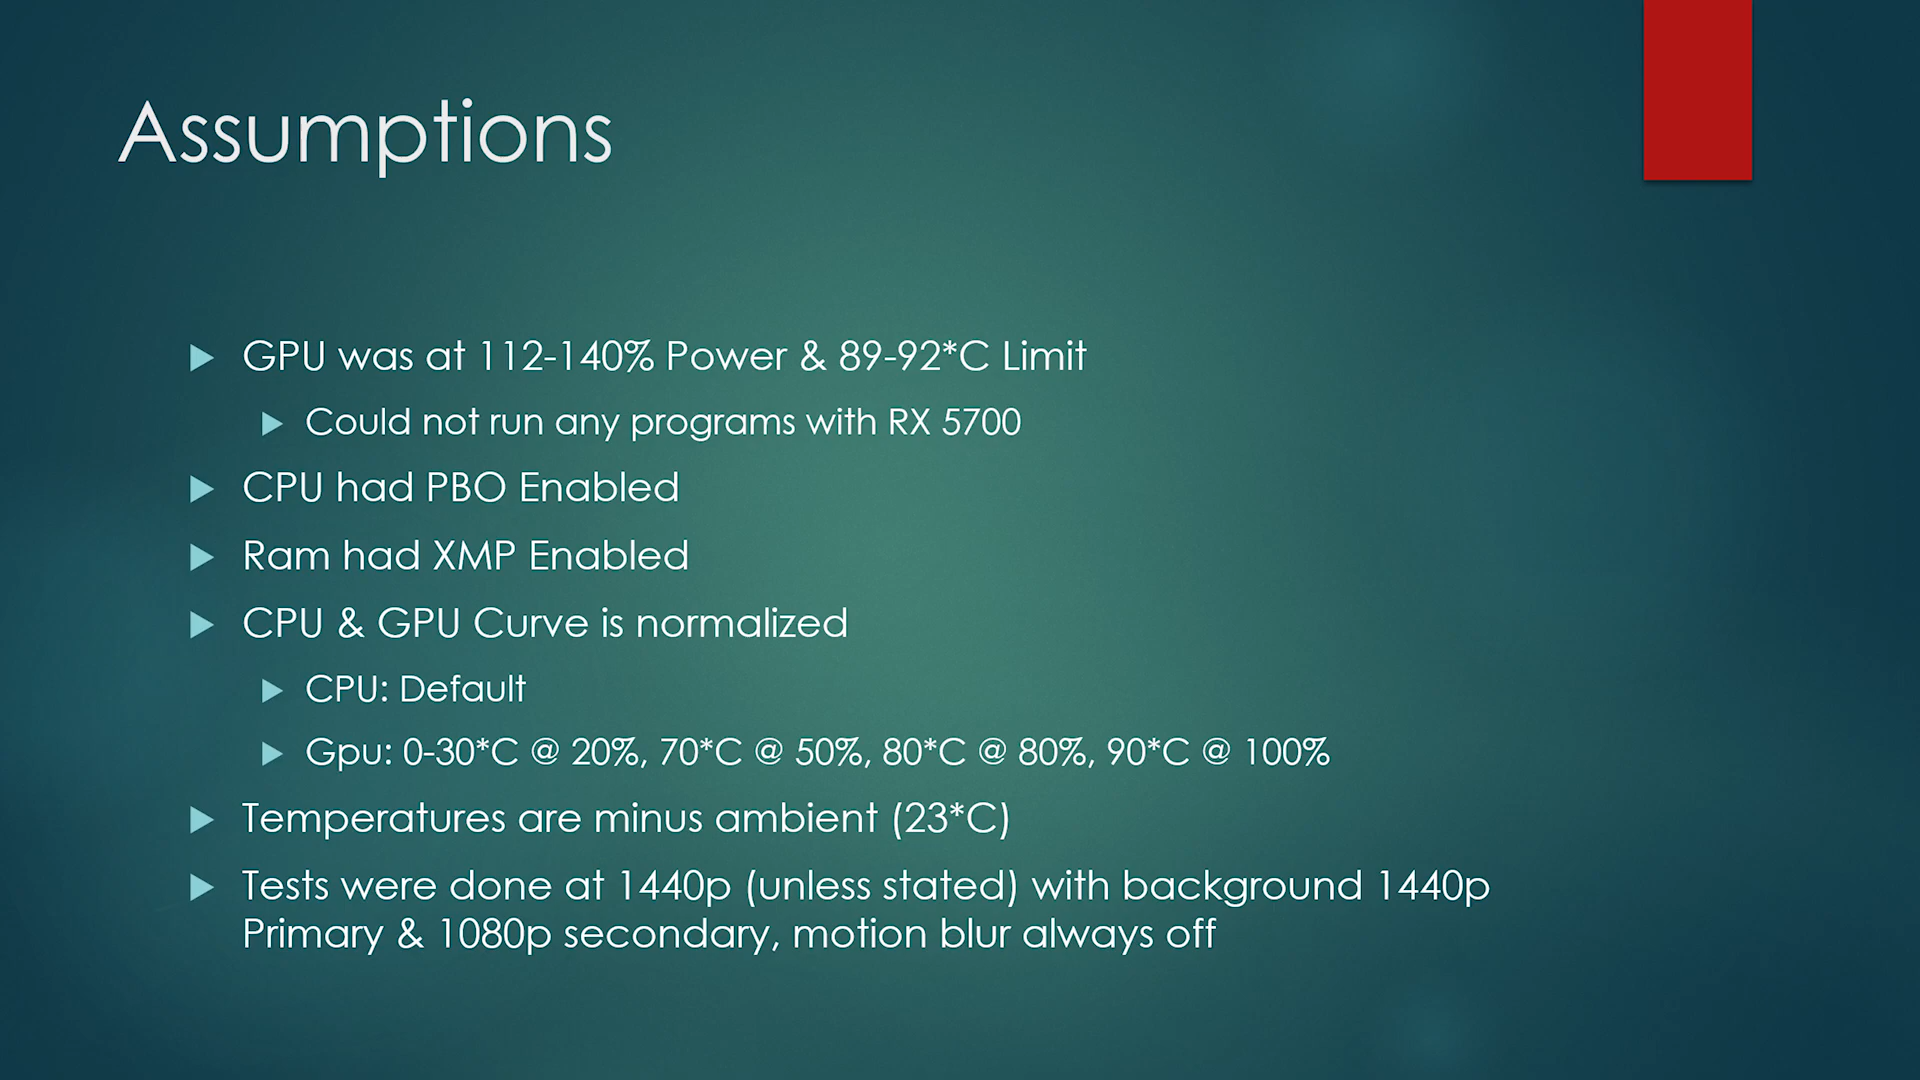 Assumptions
GPU was at 112-140% Power & 89-92*C Limit
Could not run any programs with RX 5700
CPU had PBO Enabled
Ram had XMP Enabled
CPU & GPU Curve is normalized
CPU: Default
Gpu: 0-30*C @ 20%, 70*C @ 50%, 80*C @ 80%, 90*C @ 100%
Temperatures are minus ambient (23*C)
Tests were done at 1440p (unless stated) with background 1440p
Primary & 1080p secondary, motion blur always off